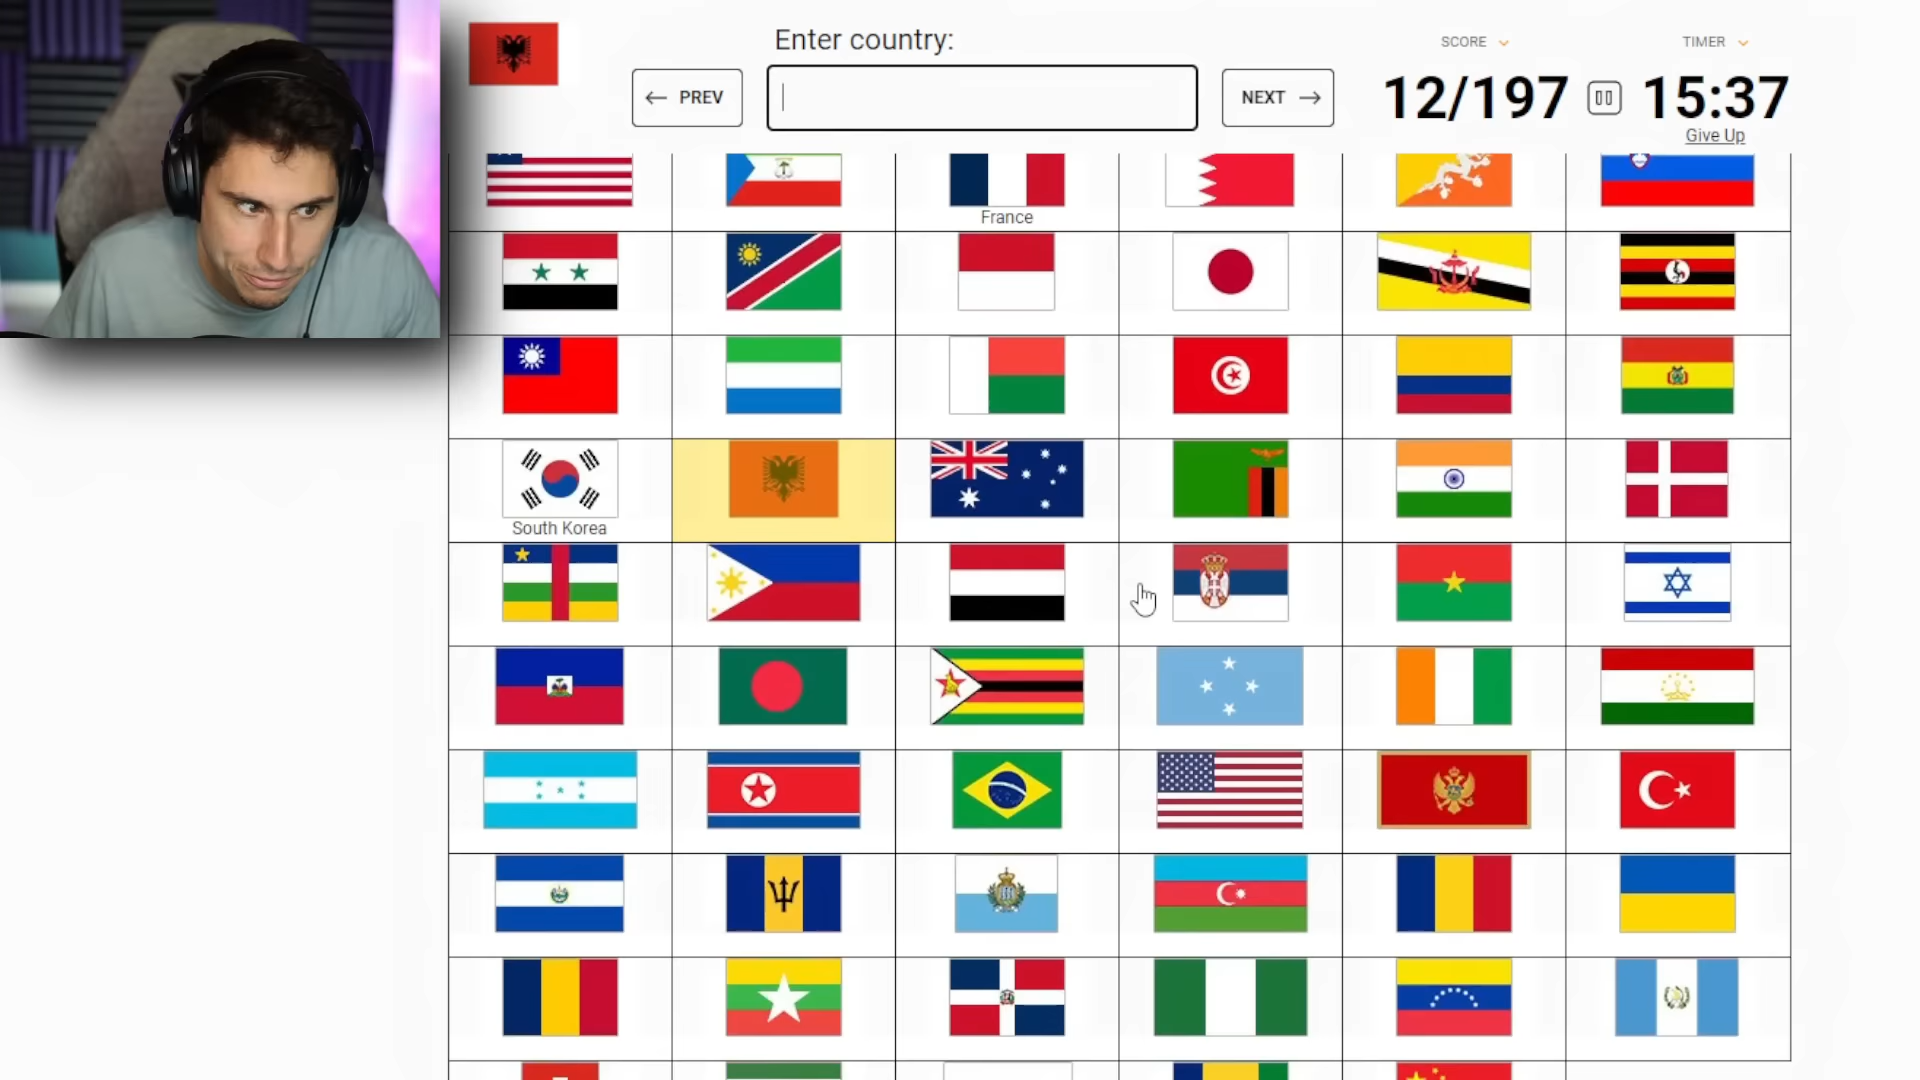 Enter country:
SCORE
TIMER
← PREV
NEXT →
12/197
15:37
Give Up
France
South Korea